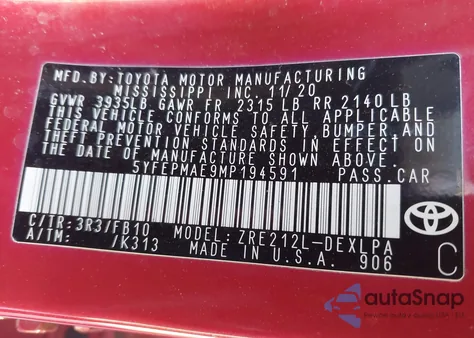 MFD.BY:TOYOTA MOTOR MANUFACTURING
MISSISSIPPI INC. 11/20
GVWR 3935LB GAWR FR 2315 LB RR 2140 LB
THIS VEHICLE CONFORMS TO ALL APPLICABLE
FEDERAL MOTOR VEHICLE SAFETY, BUMPER, AND
THEFT PREVENTION STANDARDS IN EFFECT ON
THE DATE OF MANUFACTURE SHOWN ABOVE.
5YFEPMAE9MP194591 PASS.CAR
C/TR:3R3/FB10 MODEL:ZRE212L-DEXLPA
A/TM: /K313 MADE IN U.S.A. 906
C
autoSnap